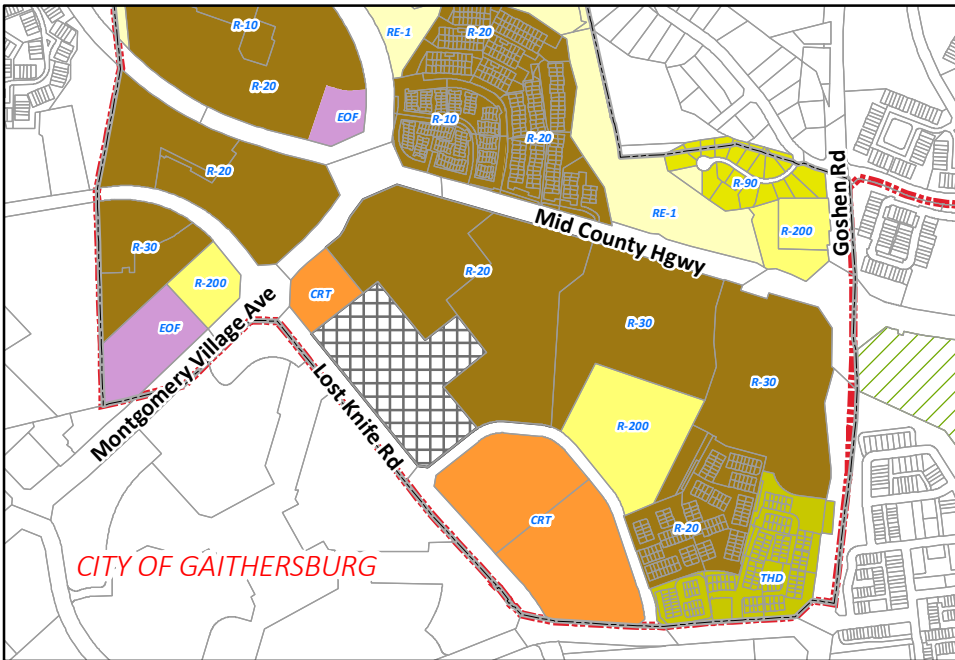 R-10
RE-1
R-20
R-20
EOF
R-10
R-20
R-20
R-90
Goshen Rd
RE-1
R-200
Mid County Hgwy
R-30
R-200
R-20
CRT
EOF
R-30
Montgomery Village Ave
Lost Knife Rd
R-30
R-200
CRT
R-20
CITY OF GAITHERSBURG
THD